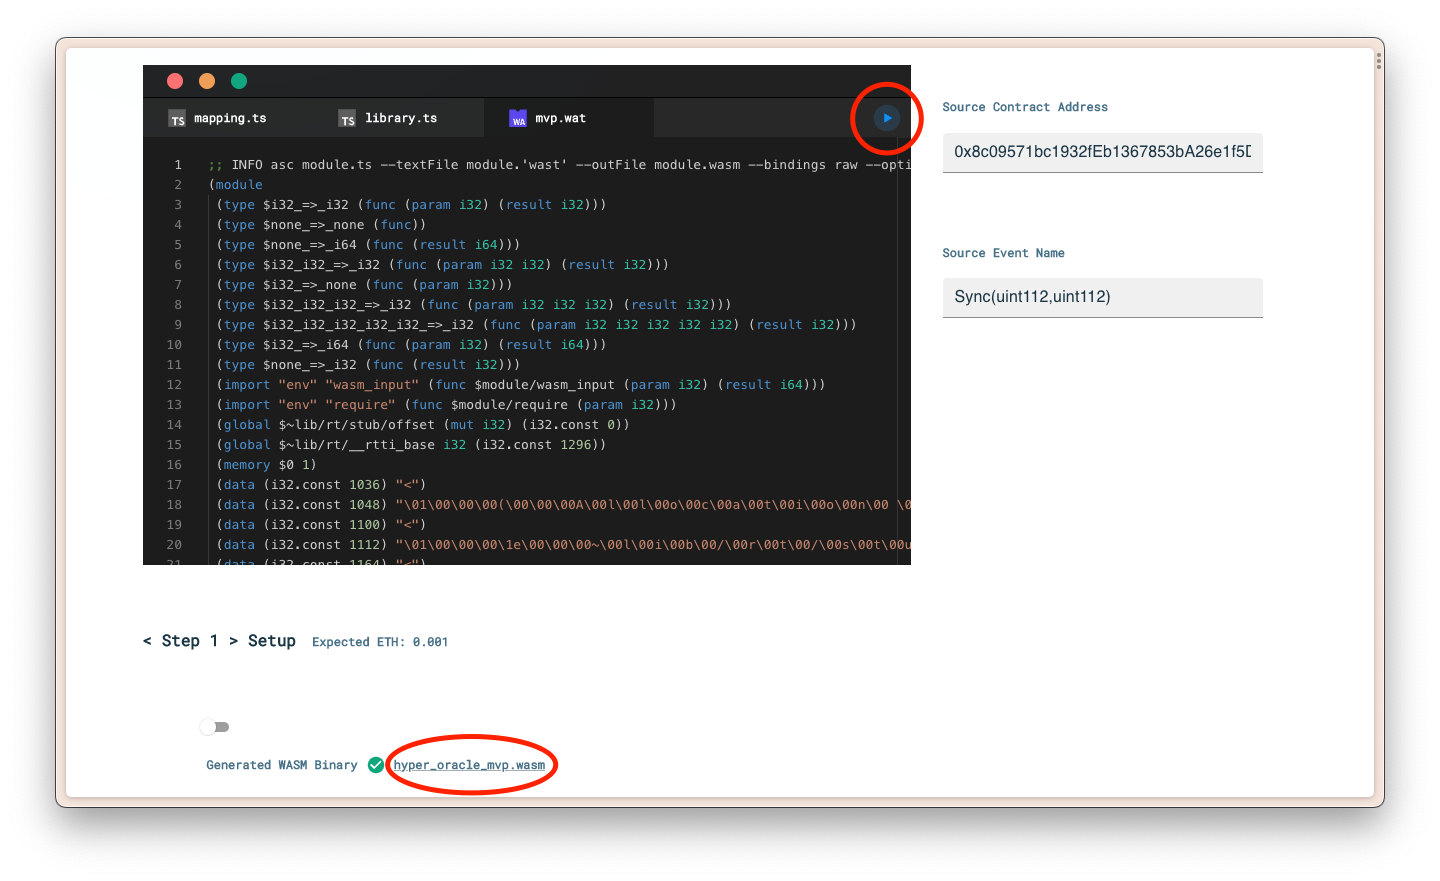 TS mapping.ts TS library.ts WA mvp.wat
1 ;; INFO asc module.ts --textFile module.'wast' --outFile module.wasm --bindings raw --opti
2 (module
3 (type $i32_=>_i32 (func (param i32) (result i32)))
4 (type $none_=>_none (func))
5 (type $none_=>_i64 (func (result i64)))
6 (type $i32_i32_=>_i32 (func (param i32 i32) (result i32)))
7 (type $i32_=>_none (func (param i32)))
8 (type $i32_i32_i32_=>_i32 (func (param i32 i32 i32) (result i32)))
9 (type $i32_i32_i32_i32_i32_=>_i32 (func (param i32 i32 i32 i32 i32) (result i32)))
10 (type $i32_=>_i64 (func (param i32) (result i64)))
11 (type $none_=>_i32 (func (result i32)))
12 (import "env" "wasm_input" (func $module/wasm_input (param i32) (result i64)))
13 (import "env" "require" (func $module/require (param i32)))
14 (global $~lib/rt/stub/offset (mut i32) (i32.const 0))
15 (global $~lib/rt/__rtti_base i32 (i32.const 1296))
16 (memory $0 1)
17 (data (i32.const 1036) "<")
18 (data (i32.const 1048) "\01\00\00\00(\00\00\00A\00l\00l\00o\00c\00a\00t\00i\00o\00n\00 \0
19 (data (i32.const 1100) "<")
20 (data (i32.const 1112) "\01\00\00\00\1e\00\00\00~\00l\00i\00b\00/\00r\00t\00/\00s\00t\00u
21 (data (i32.const 1164) "<")
Source Contract Address
0x8c09571bc1932fEb1367853bA26e1f5D
Source Event Name
Sync(uint112,uint112)
< Step 1 > Setup Expected ETH: 0.001
Generated WASM Binary hyper_oracle_mvp.wasm